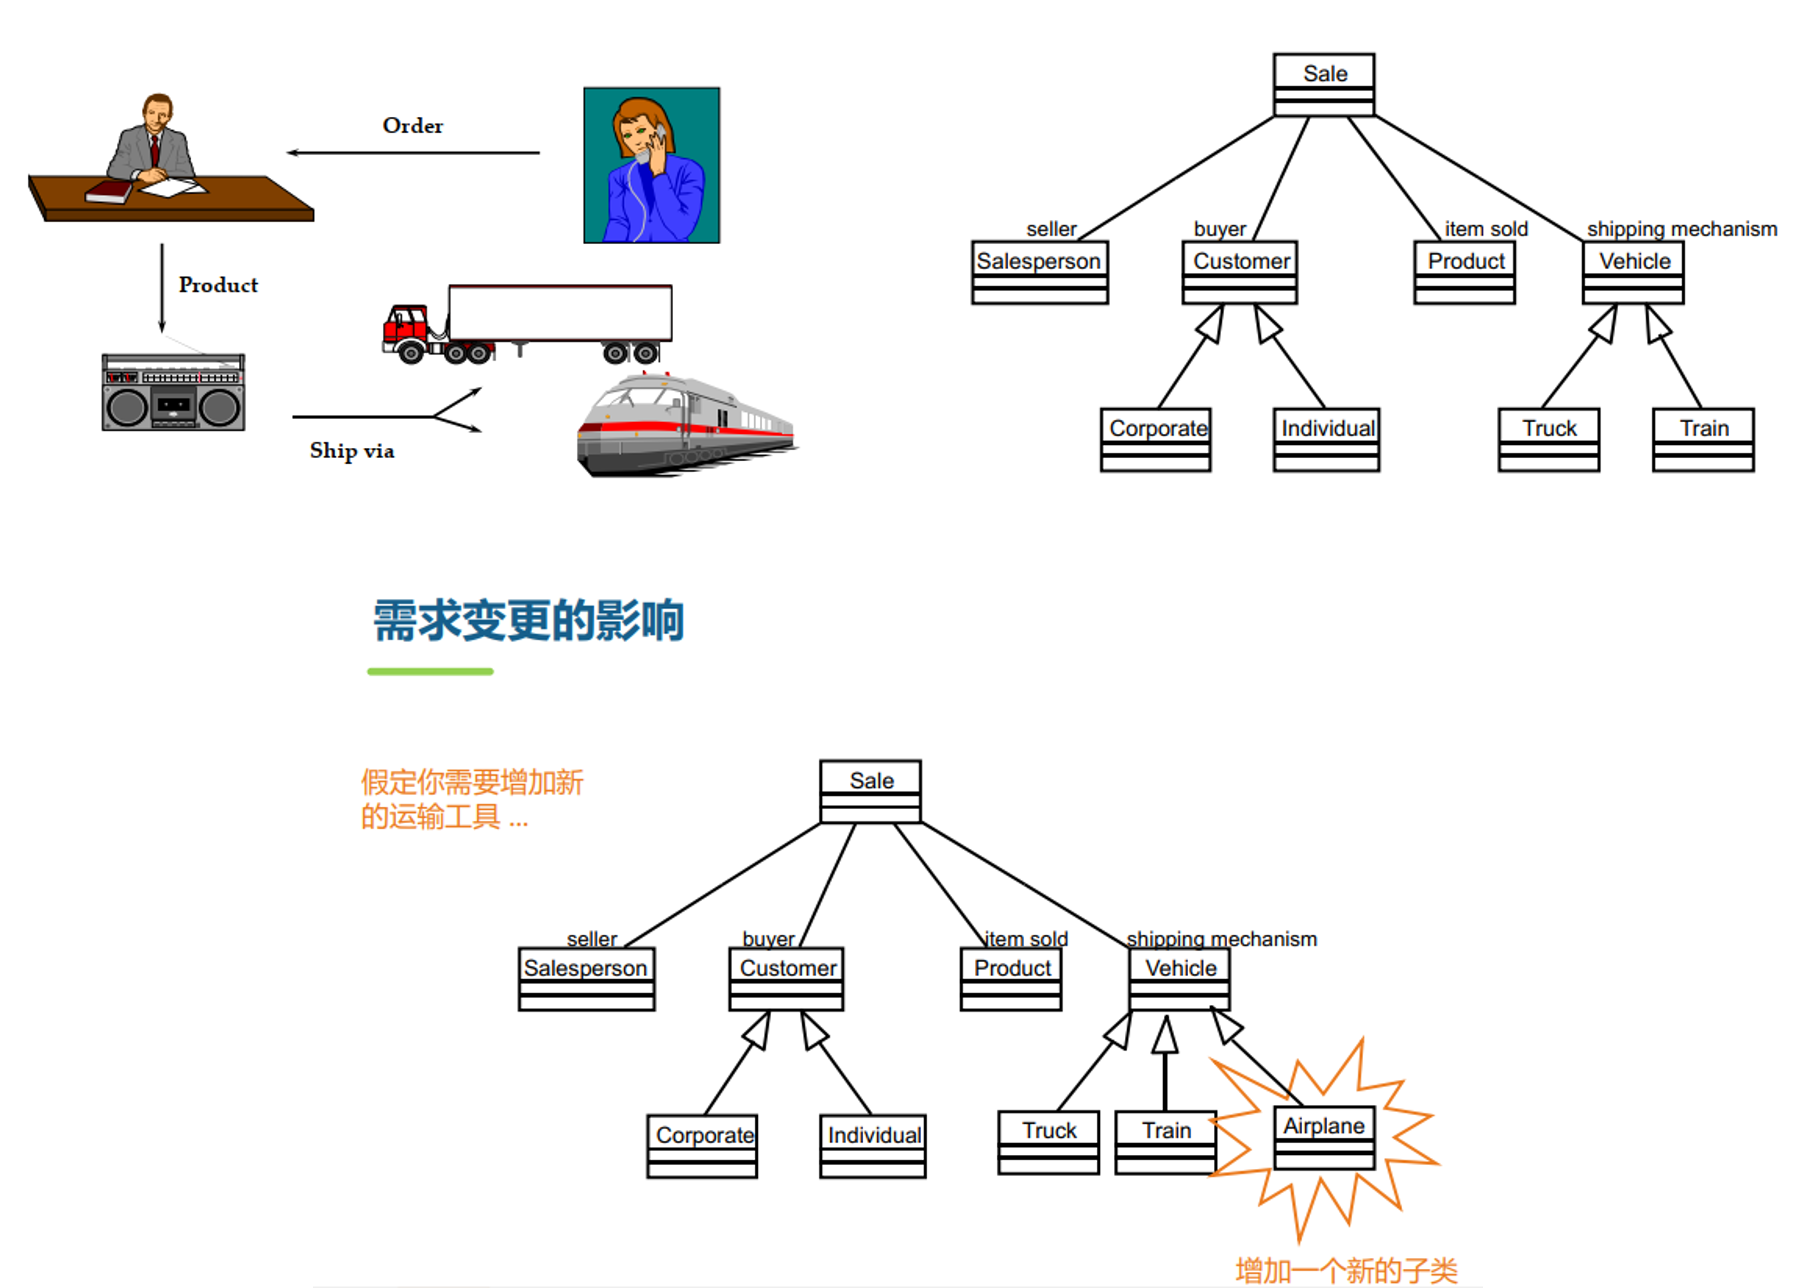 Order
Product
Ship via
Sale
seller
buyer
item sold
shipping mechanism
Salesperson
Customer
Product
Vehicle
Corporate
Individual
Truck
Train
需求变更的影响
假定你需要增加新
的运输工具 ...
Sale
seller
buyer
item sold
shipping mechanism
Salesperson
Customer
Product
Vehicle
Corporate
Individual
Truck
Train
Airplane
增加一个新的子类